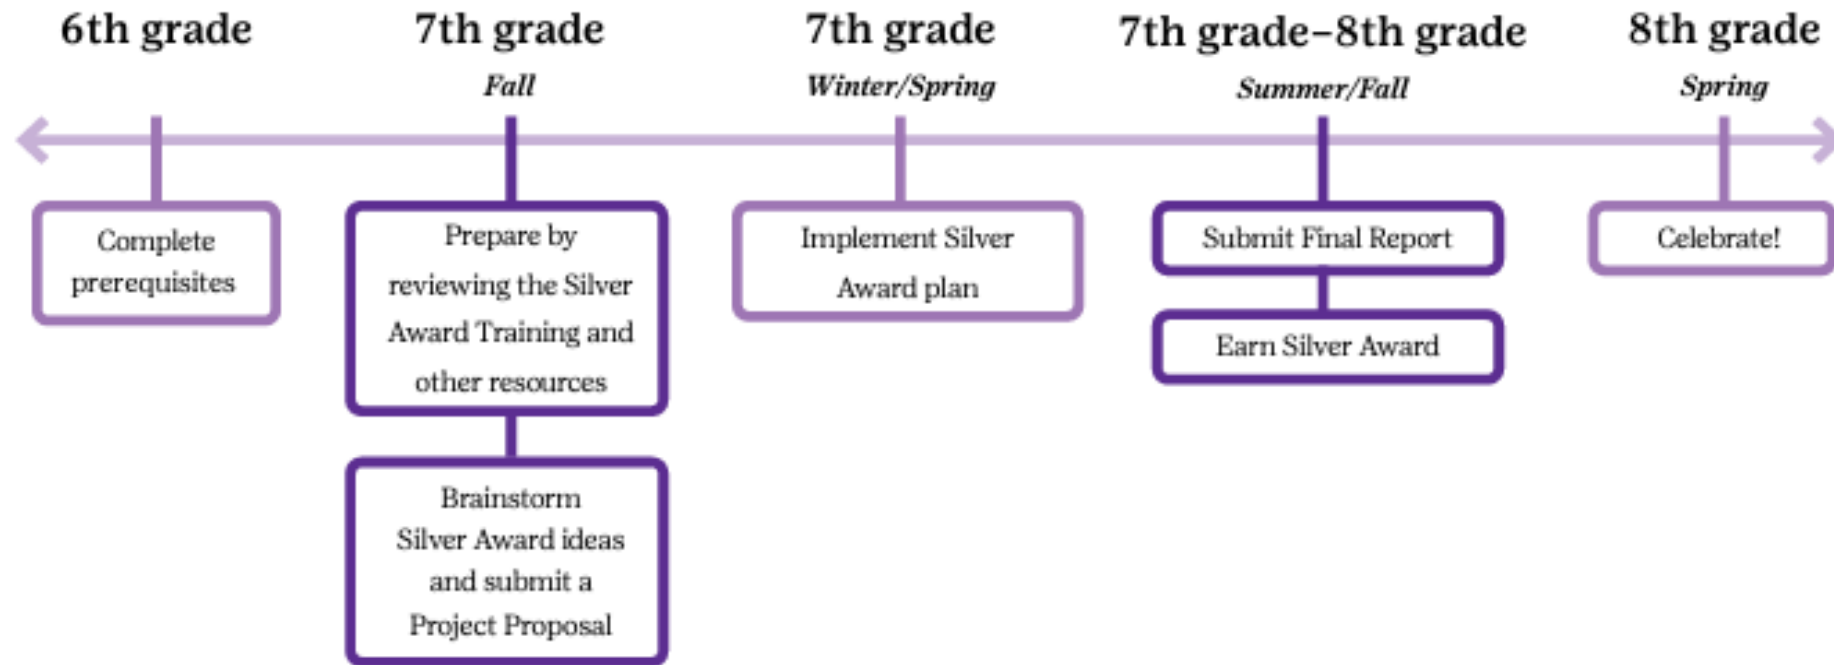 6th grade
7th grade
Fall
7th grade
Winter/Spring
7th grade–8th grade
Summer/Fall
8th grade
Spring
Complete
prerequisites
Prepare by
reviewing the Silver
Award Training and
other resources
Brainstorm
Silver Award ideas
and submit a
Project Proposal
Implement Silver
Award plan
Submit Final Report
Earn Silver Award
Celebrate!